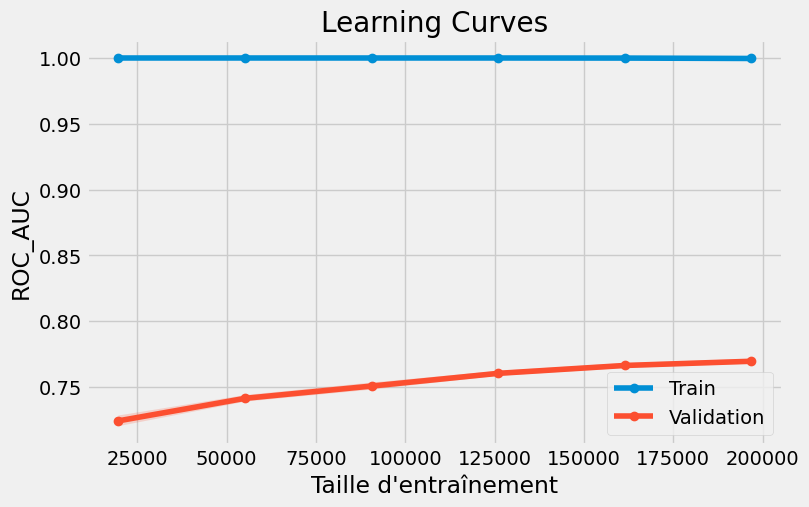 Learning Curves
ROC_AUC
1.00
0.95
0.90
0.85
0.80
0.75
Train
Validation
25000 50000 75000 100000 125000 150000 175000 200000
Taille d'entraînement